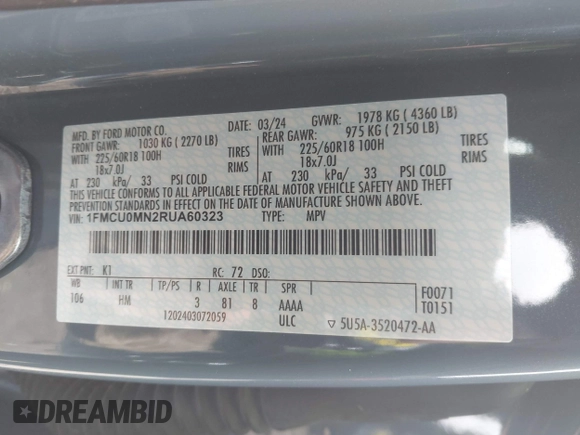 MFD. BY FORD MOTOR CO. 03/24 GVWR: 1978 KG ( 4360 LB)
FRONT GAWR: 1030 KG ( 2270 LB) REAR GAWR: 975 KG ( 2150 LB)
WITH 225/60R18 100H TIRES WITH 225/60R18 100H TIRES
18x7.0J RIMS 18x7.0J RIMS
AT 230 kPa/ 33 PSI COLD AT 230 kPa/ 33 PSI COLD
THIS VEHICLE CONFORMS TO ALL APPLICABLE FEDERAL MOTOR VEHICLE SAFETY, BUMPER, AND THEFT
PREVENTION STANDARDS IN EFFECT ON THE DATE OF MANUFACTURE SHOWN ABOVE.
VIN: 1FMCU0MN2RUA60323 TYPE: MPV
EXT PNT: K1 RC: 72 DSO:
WB TP/PS R AXLE TR SPR
106 HM 3 81 8 AAAA
F0071
T0151
1202403072059 ULC ▽ 5U5A-3520472-AA
DREAMBID